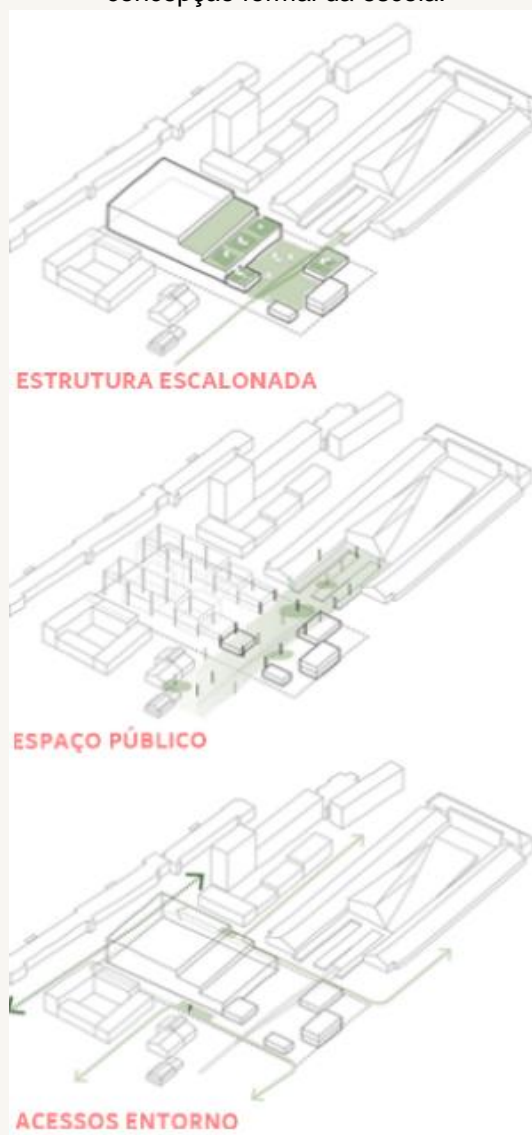 concepção formal da escola.
ESTRUTURA ESCALONADA
ESPAÇO PÚBLICO
ACESSOS ENTORNO